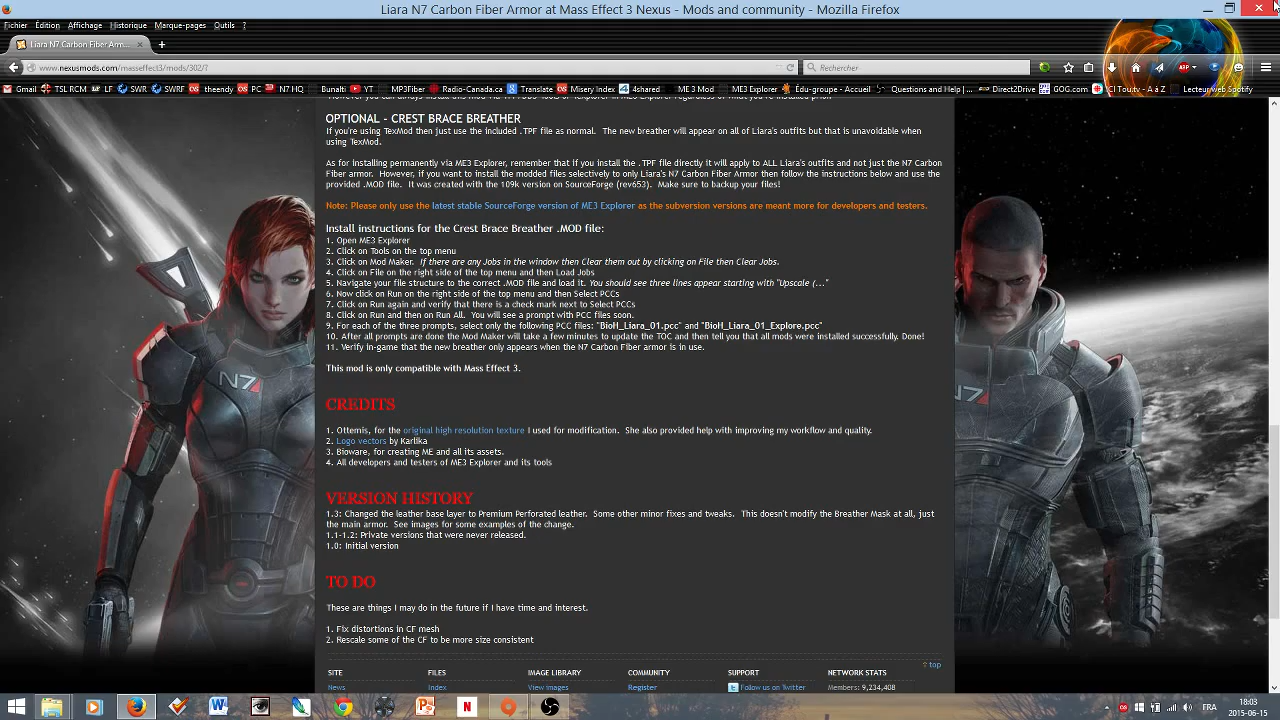 Liara N7 Carbon Fiber Armor at Mass Effect 3 Nexus - Mods and community - Mozilla Firefox
Fichier Édition Affichage Historique Marque-pages Outils ?
Liara N7 Carbon Fiber Arm... × +
www.nexusmods.com/masseffect3/mods/302/?
Rechercher
ABP
Gmail TSL RCM LF SWR SWRF theendy PC N7 HQ Bunalti YT MP3Fiber Radio-Canada.ca Translate Misery Index 4shared ME 3 Mod ME3 Explorer Édu-groupe - Accueil Questions and Help | ... Direct2Drive GOG.com ICI Tou.tv - A à Z Lecteur web Spotify
OPTIONAL - CREST BRACE BREATHER
If you're using TexMod then just use the included .TPF file as normal. The new breather will appear on all of Liara's outfits but that is unavoidable when
using TexMod.
As for installing permanently via ME3 Explorer, remember that if you install the .TPF file directly it will apply to ALL Liara's outfits and not just the N7 Carbon
Fiber armor. However, if you want to install the modded files selectively to only Liara's N7 Carbon Fiber Armor then follow the instructions below and use the
provided .MOD file. It was created with the 109k version on SourceForge (rev653). Make sure to backup your files!
Note: Please only use the latest stable SourceForge version of ME3 Explorer as the subversion versions are meant more for developers and testers.
Install instructions for the Crest Brace Breather .MOD file:
1. Open ME3 Explorer
2. Click on Tools on the top menu
3. Click on Mod Maker. If there are any Jobs in the window then Clear them out by clicking on File then Clear Jobs.
4. Click on File on the right side of the top menu and then Load Jobs
5. Navigate your file structure to the correct .MOD file and load it. You should see three lines appear starting with "Upscale (..."
6. Now click on Run on the right side of the top menu and then Select PCCs
7. Click on Run again and verify that there is a check mark next to Select PCCs
8. Click on Run and then on Run All. You will see a prompt with PCC files soon.
9. For each of the three prompts, select only the following PCC files: "BioH_Liara_01.pcc" and "BioH_Liara_01_Explore.pcc"
10. After all prompts are done the Mod Maker will take a few minutes to update the TOC and then tell you that all mods were installed successfully. Done!
11. Verify in-game that the new breather only appears when the N7 Carbon Fiber armor is in use.
This mod is only compatible with Mass Effect 3.
CREDITS
1. Ottemis, for the original high resolution texture I used for modification. She also provided help with improving my workflow and quality.
2. Logo vectors by Karlika
3. Bioware, for creating ME and all its assets.
4. All developers and testers of ME3 Explorer and its tools
VERSION HISTORY
1.3: Changed the leather base layer to Premium Perforated leather. Some other minor fixes and tweaks. This doesn't modify the Breather Mask at all, just
the main armor. See images for some examples of the change.
1.1-1.2: Private versions that were never released.
1.0: Initial version
TO DO
These are things I may do in the future if I have time and interest.
1. Fix distortions in CF mesh
2. Rescale some of the CF to be more size consistent
top
SITE FILES IMAGE LIBRARY COMMUNITY SUPPORT NETWORK STATS
News Index View images Register Follow us on Twitter Members: 9,234,408
N7
FRA
18:03
2015-06-15